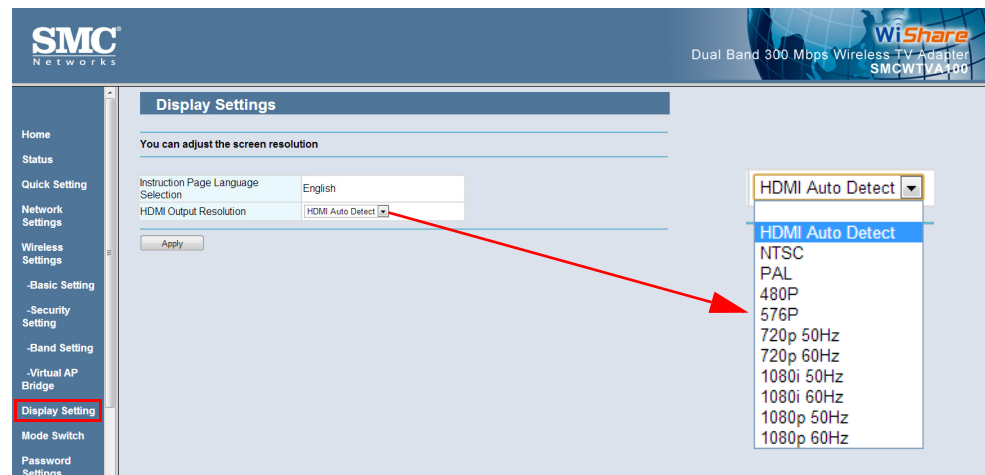 SMC®
Networks
WiShare
Dual Band 300 Mbps Wireless TV Adapter
SMCWTVA100
Home
Status
Quick Setting
Network
Settings
Wireless
Settings
-Basic Setting
-Security
Setting
-Band Setting
-Virtual AP
Bridge
Display Setting
Mode Switch
Password
Settings
Display Settings
You can adjust the screen resolution
Instruction Page Language
Selection
English
HDMI Output Resolution
HDMI Auto Detect
Apply
HDMI Auto Detect
HDMI Auto Detect
NTSC
PAL
480P
576P
720p 50Hz
720p 60Hz
1080i 50Hz
1080i 60Hz
1080p 50Hz
1080p 60Hz